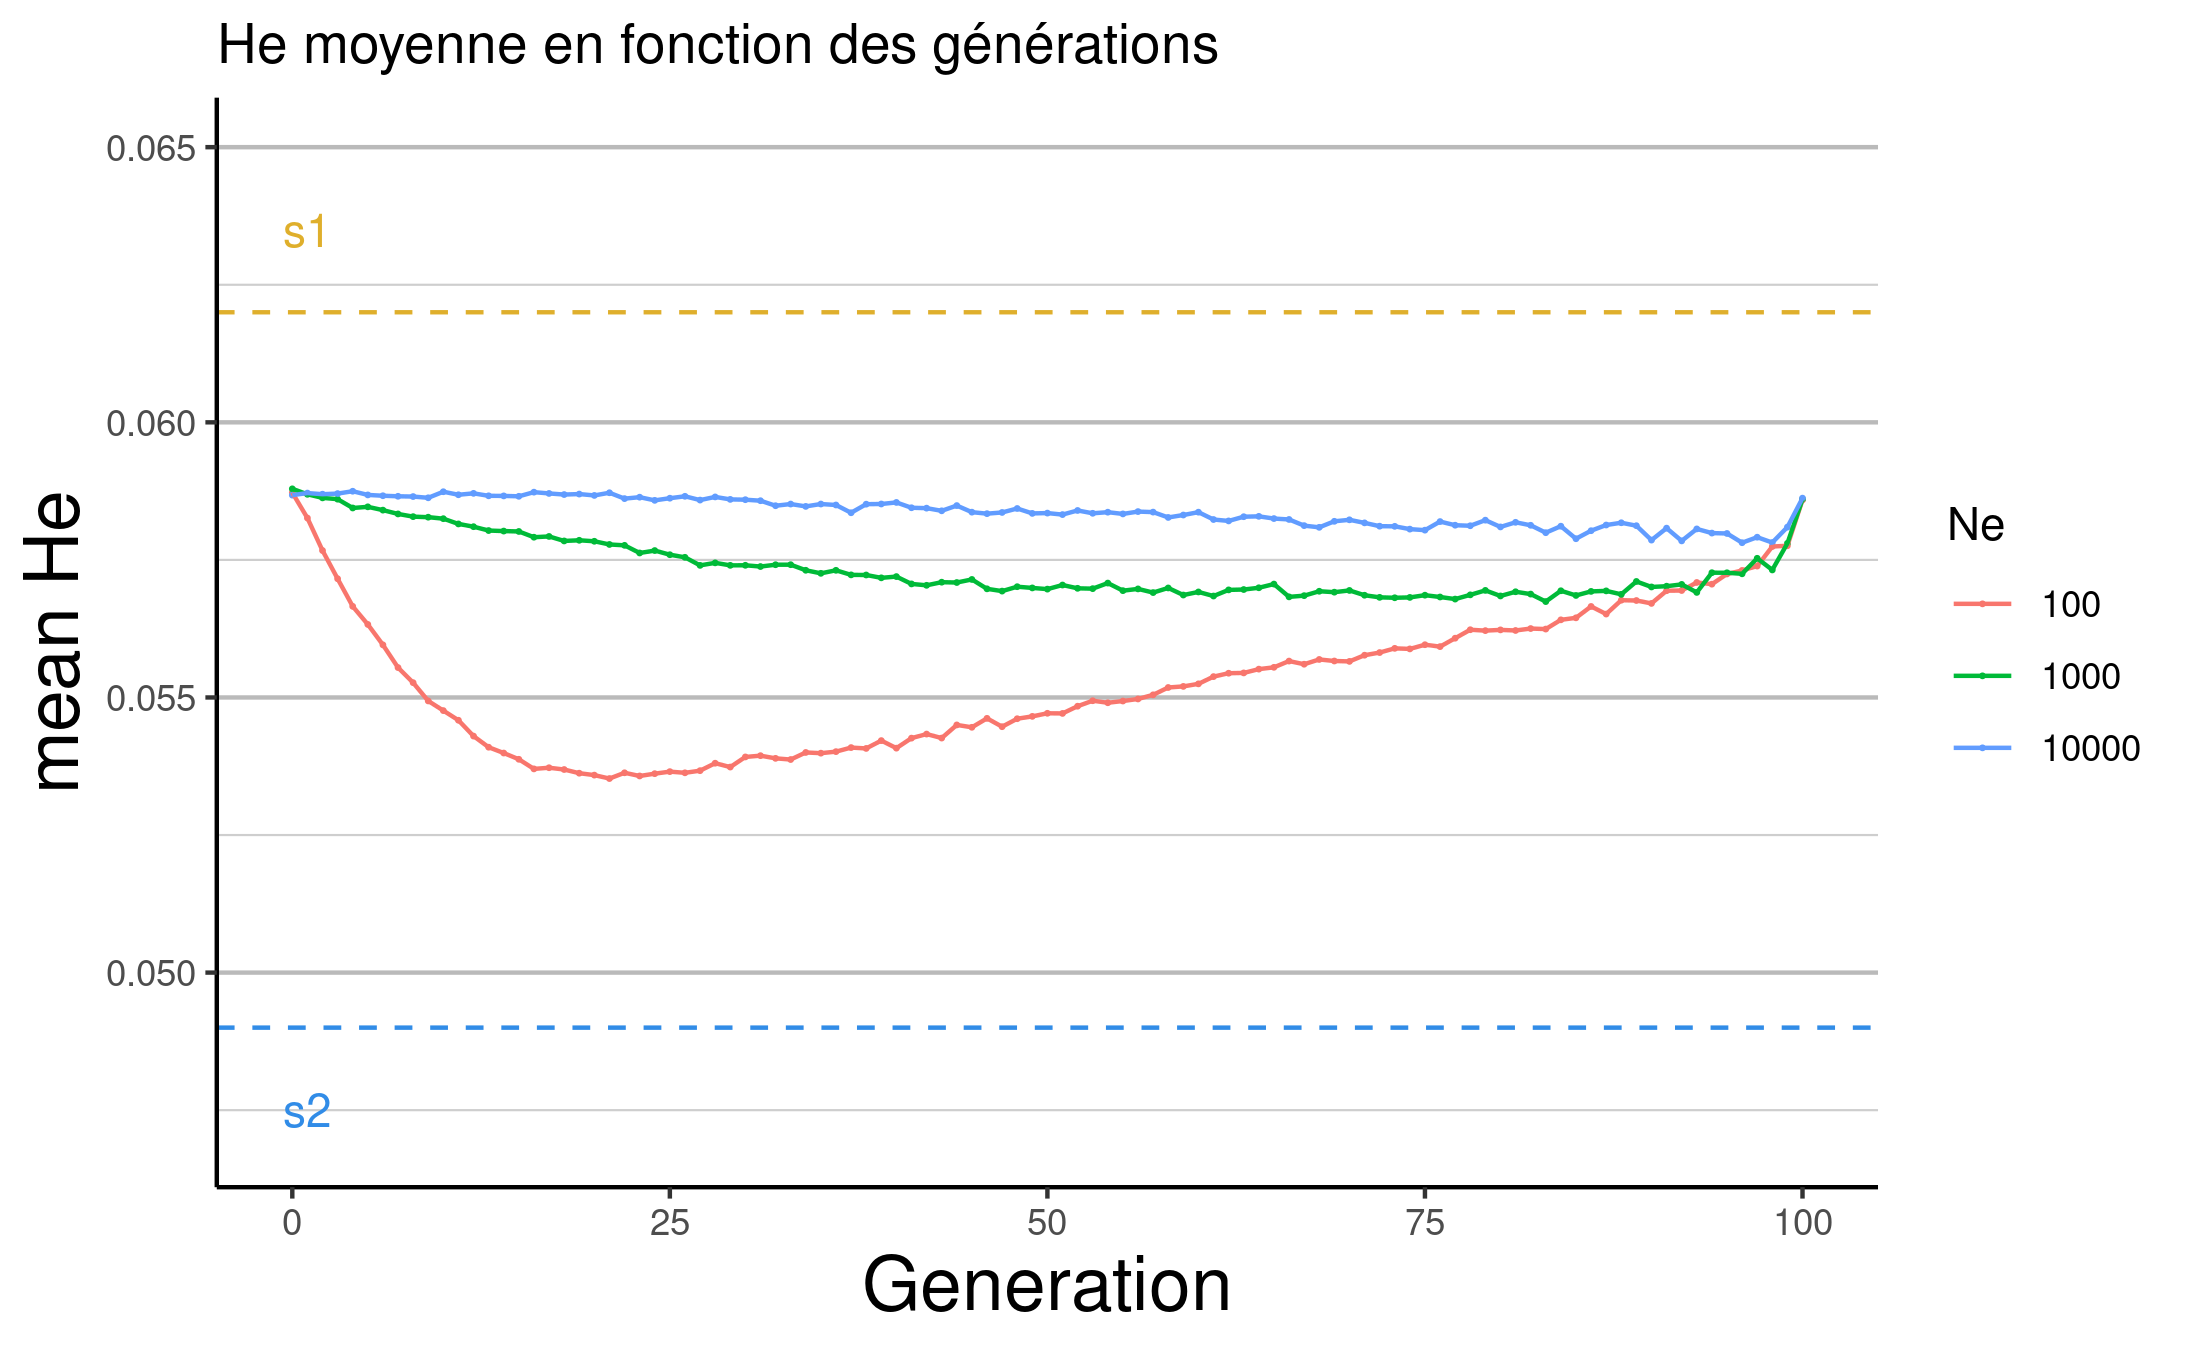 He moyenne en fonction des générations
mean He
0.065
0.060
0.055
0.050
s1
s2
0 25 50 75 100
Generation
Ne
100
1000
10000